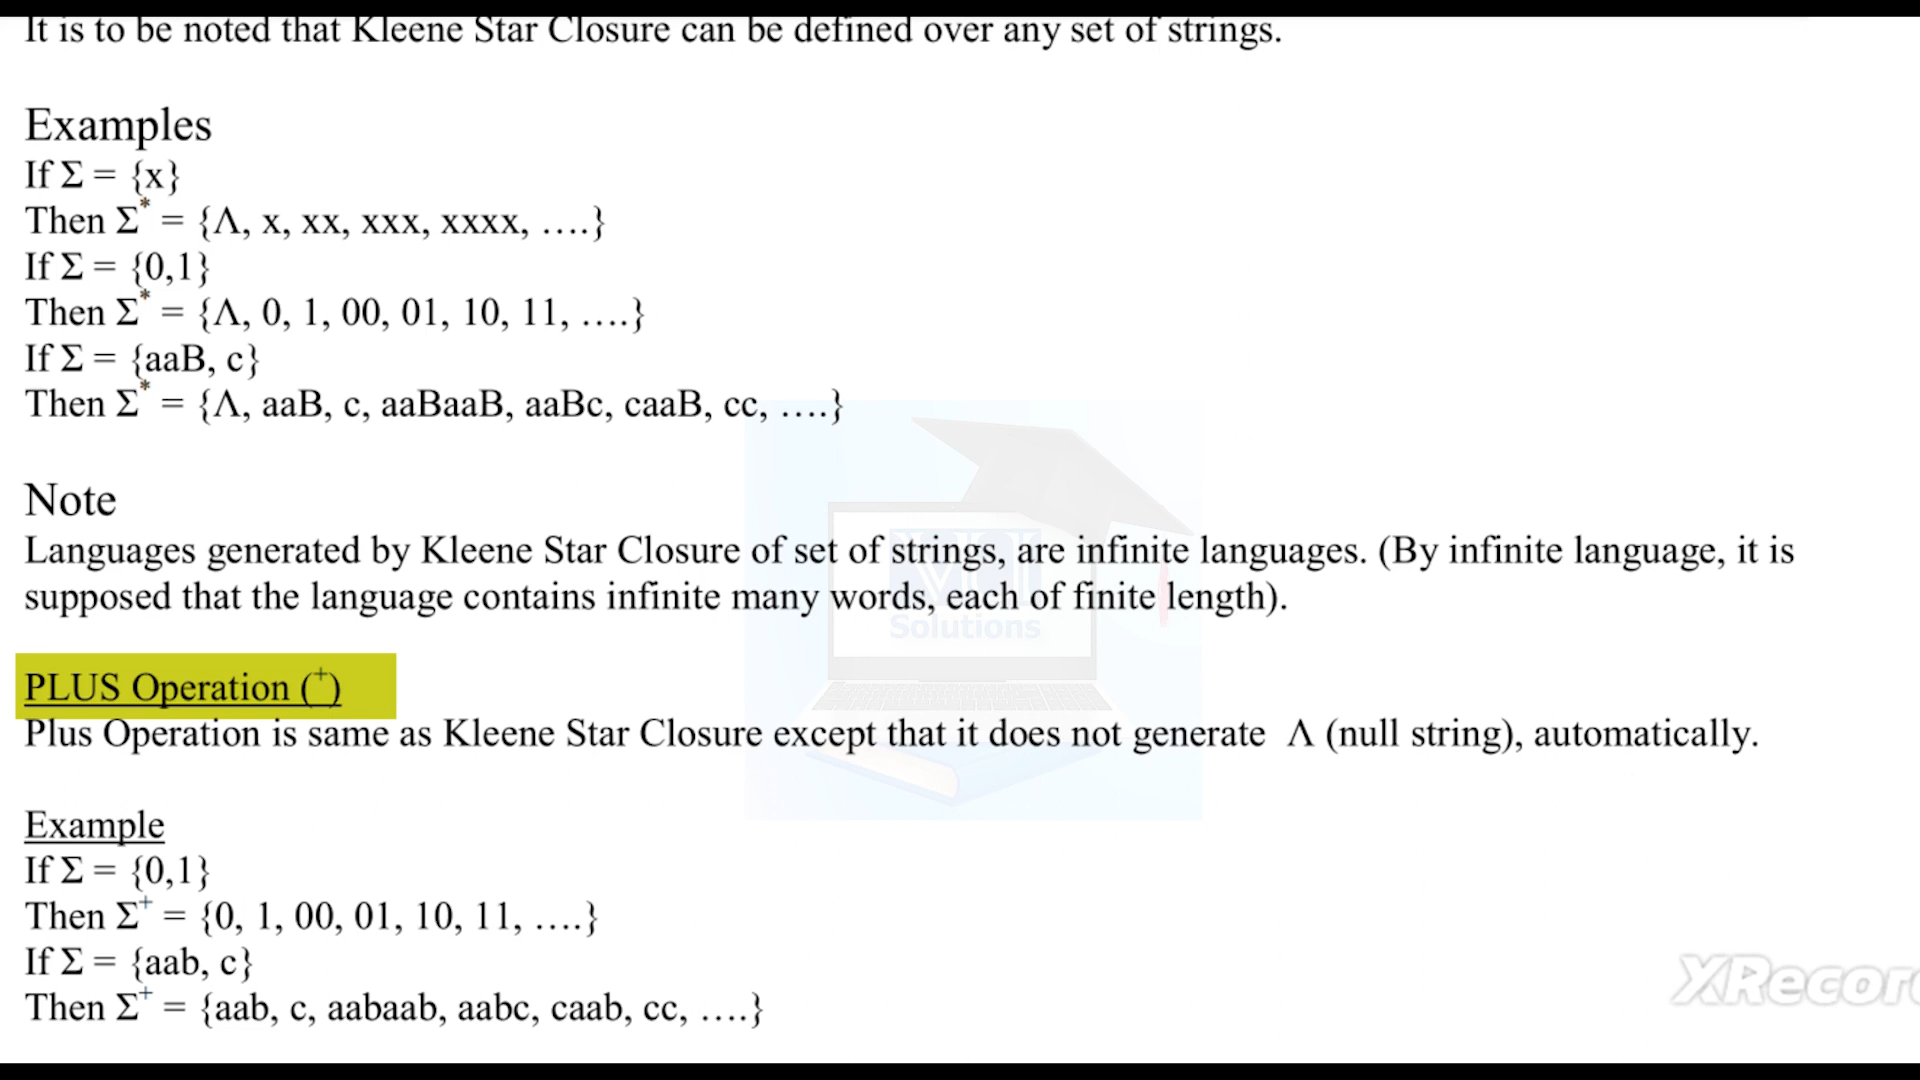 It is to be noted that Kleene Star Closure can be defined over any set of strings.
Examples
If Σ = {x}
Then Σ* = {Λ, x, xx, xxx, xxxx, ….}
If Σ = {0,1}
Then Σ* = {Λ, 0, 1, 00, 01, 10, 11, ….}
If Σ = {aaB, c}
Then Σ* = {Λ, aaB, c, aaBaaB, aaBc, caaB, cc, ….}
Note
Languages generated by Kleene Star Closure of set of strings, are infinite languages. (By infinite language, it is
supposed that the language contains infinite many words, each of finite length).
VU
Solutions
PLUS Operation (⁺)
Plus Operation is same as Kleene Star Closure except that it does not generate Λ (null string), automatically.
Example
If Σ = {0,1}
Then Σ⁺ = {0, 1, 00, 01, 10, 11, ….}
If Σ = {aab, c}
Then Σ⁺ = {aab, c, aabaab, aabc, caab, cc, ….}
XRecor